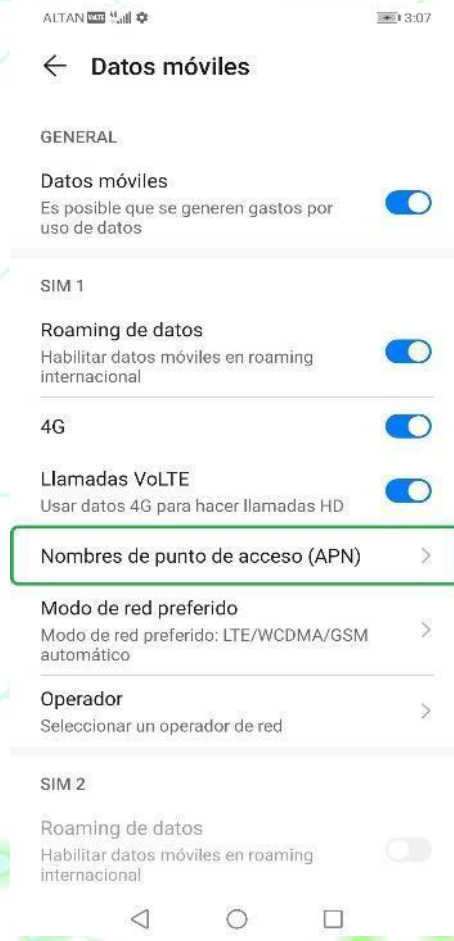 ALTAN VoLTE 3:07
Datos móviles
GENERAL
Datos móviles
Es posible que se generen gastos por
uso de datos
SIM 1
Roaming de datos
Habilitar datos móviles en roaming
internacional
4G
Llamadas VoLTE
Usar datos 4G para hacer llamadas HD
Nombres de punto de acceso (APN)
Modo de red preferido
Modo de red preferido: LTE/WCDMA/GSM
automático
Operador
Seleccionar un operador de red
SIM 2
Roaming de datos
Habilitar datos móviles en roaming
internacional